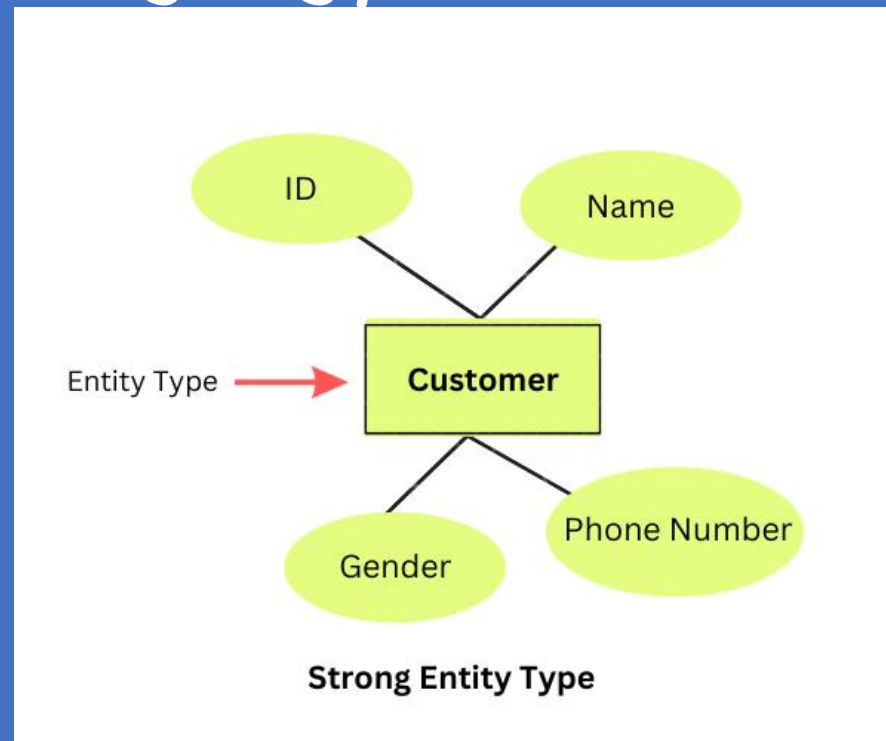 ID
Name
Entity Type
Customer
Phone Number
Gender
Strong Entity Type